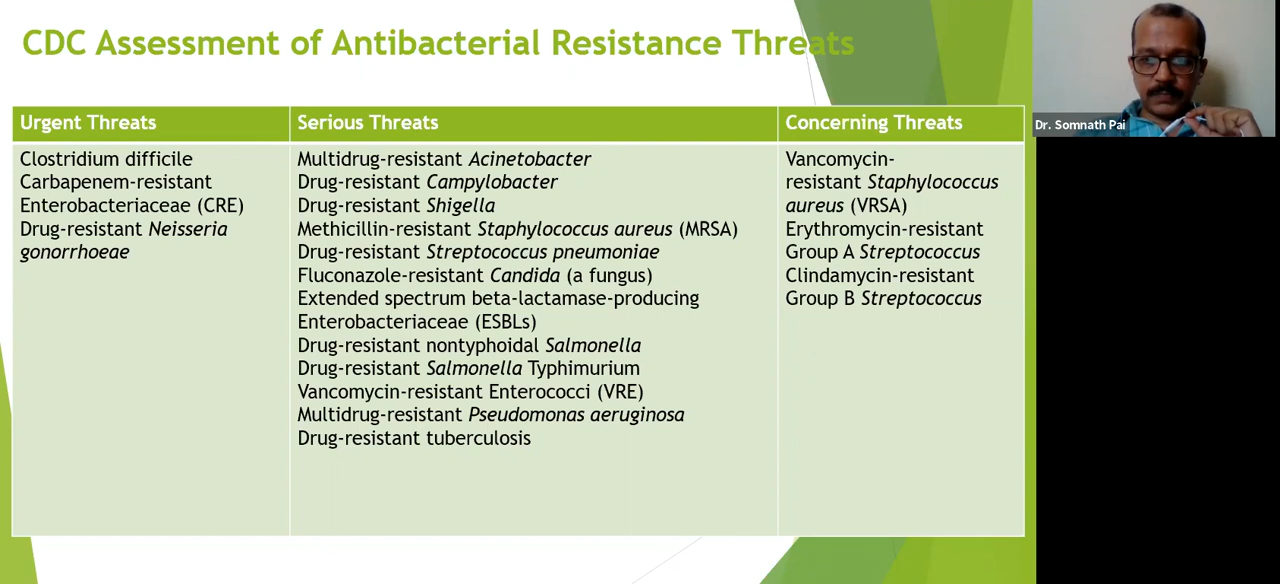 CDC Assessment of Antibacterial Resistance Threats
Dr. Somnath Pai
Urgent Threats
Clostridium difficile
Carbapenem-resistant
Enterobacteriaceae (CRE)
Drug-resistant Neisseria
gonorrhoeae
Serious Threats
Multidrug-resistant Acinetobacter
Drug-resistant Campylobacter
Drug-resistant Shigella
Methicillin-resistant Staphylococcus aureus (MRSA)
Drug-resistant Streptococcus pneumoniae
Fluconazole-resistant Candida (a fungus)
Extended spectrum beta-lactamase-producing
Enterobacteriaceae (ESBLs)
Drug-resistant nontyphoidal Salmonella
Drug-resistant Salmonella Typhimurium
Vancomycin-resistant Enterococci (VRE)
Multidrug-resistant Pseudomonas aeruginosa
Drug-resistant tuberculosis
Concerning Threats
Vancomycin-
resistant Staphylococcus
aureus (VRSA)
Erythromycin-resistant
Group A Streptococcus
Clindamycin-resistant
Group B Streptococcus